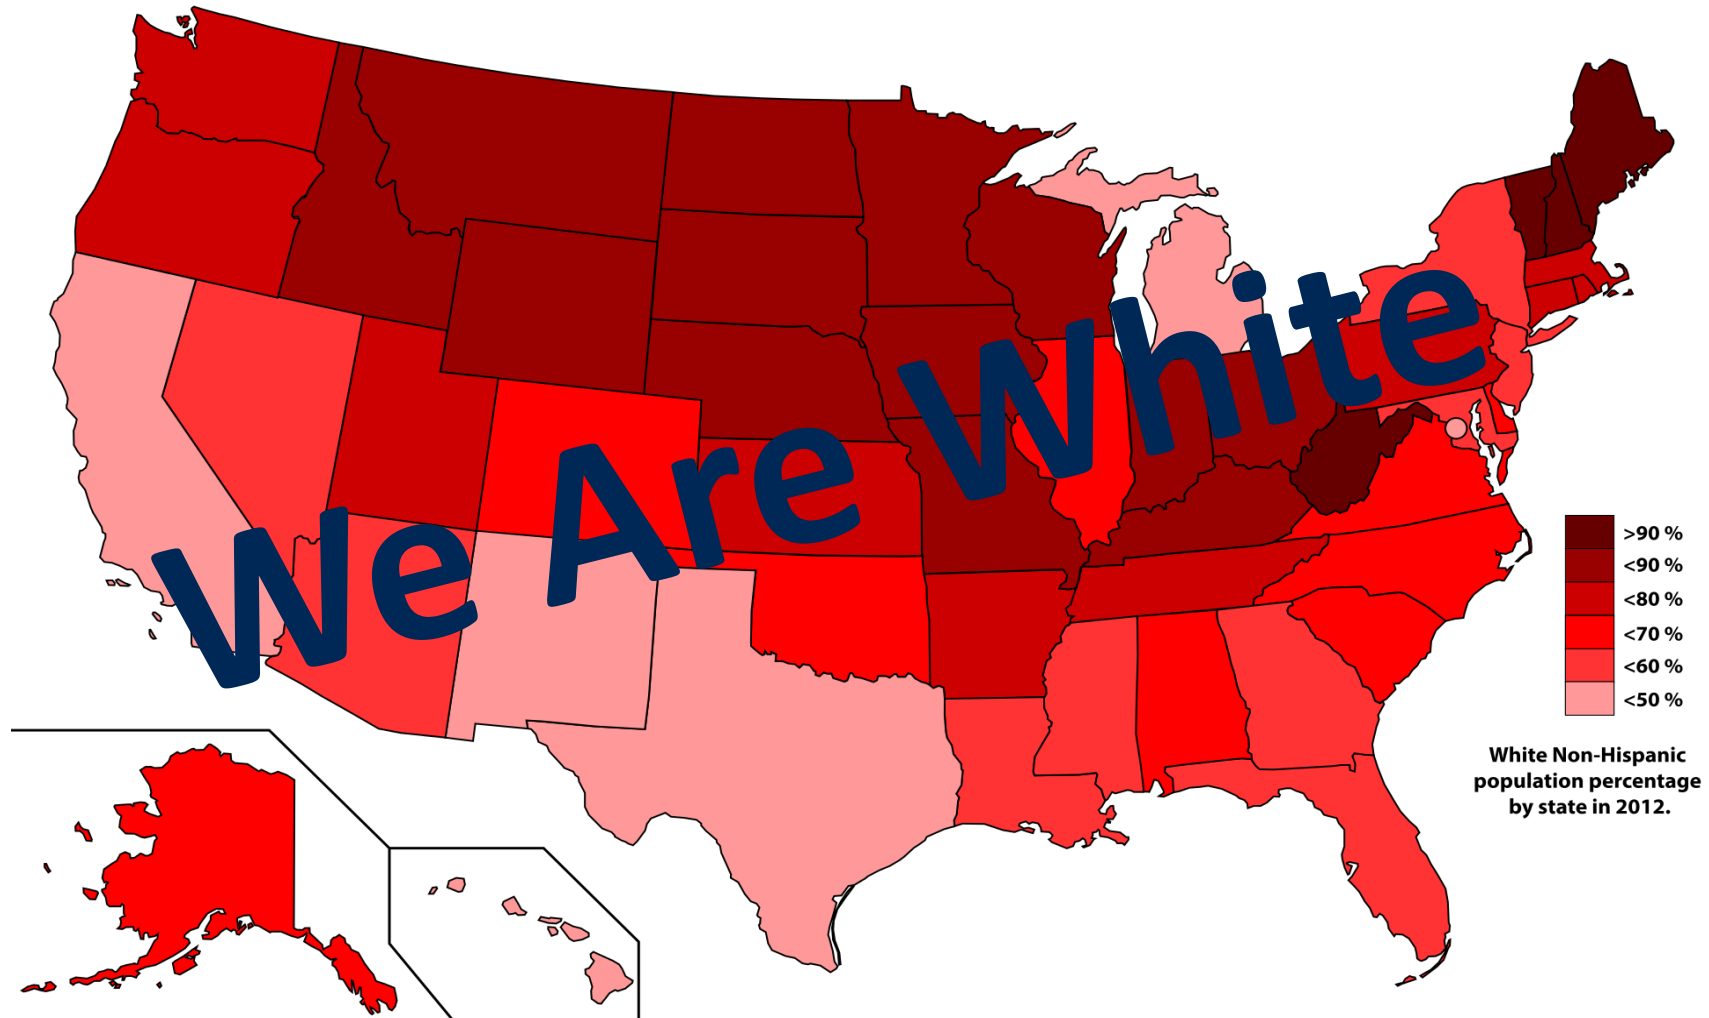 We Are White
>90 %
<90 %
<80 %
<70 %
<60 %
<50 %
White Non-Hispanic
population percentage
by state in 2012.